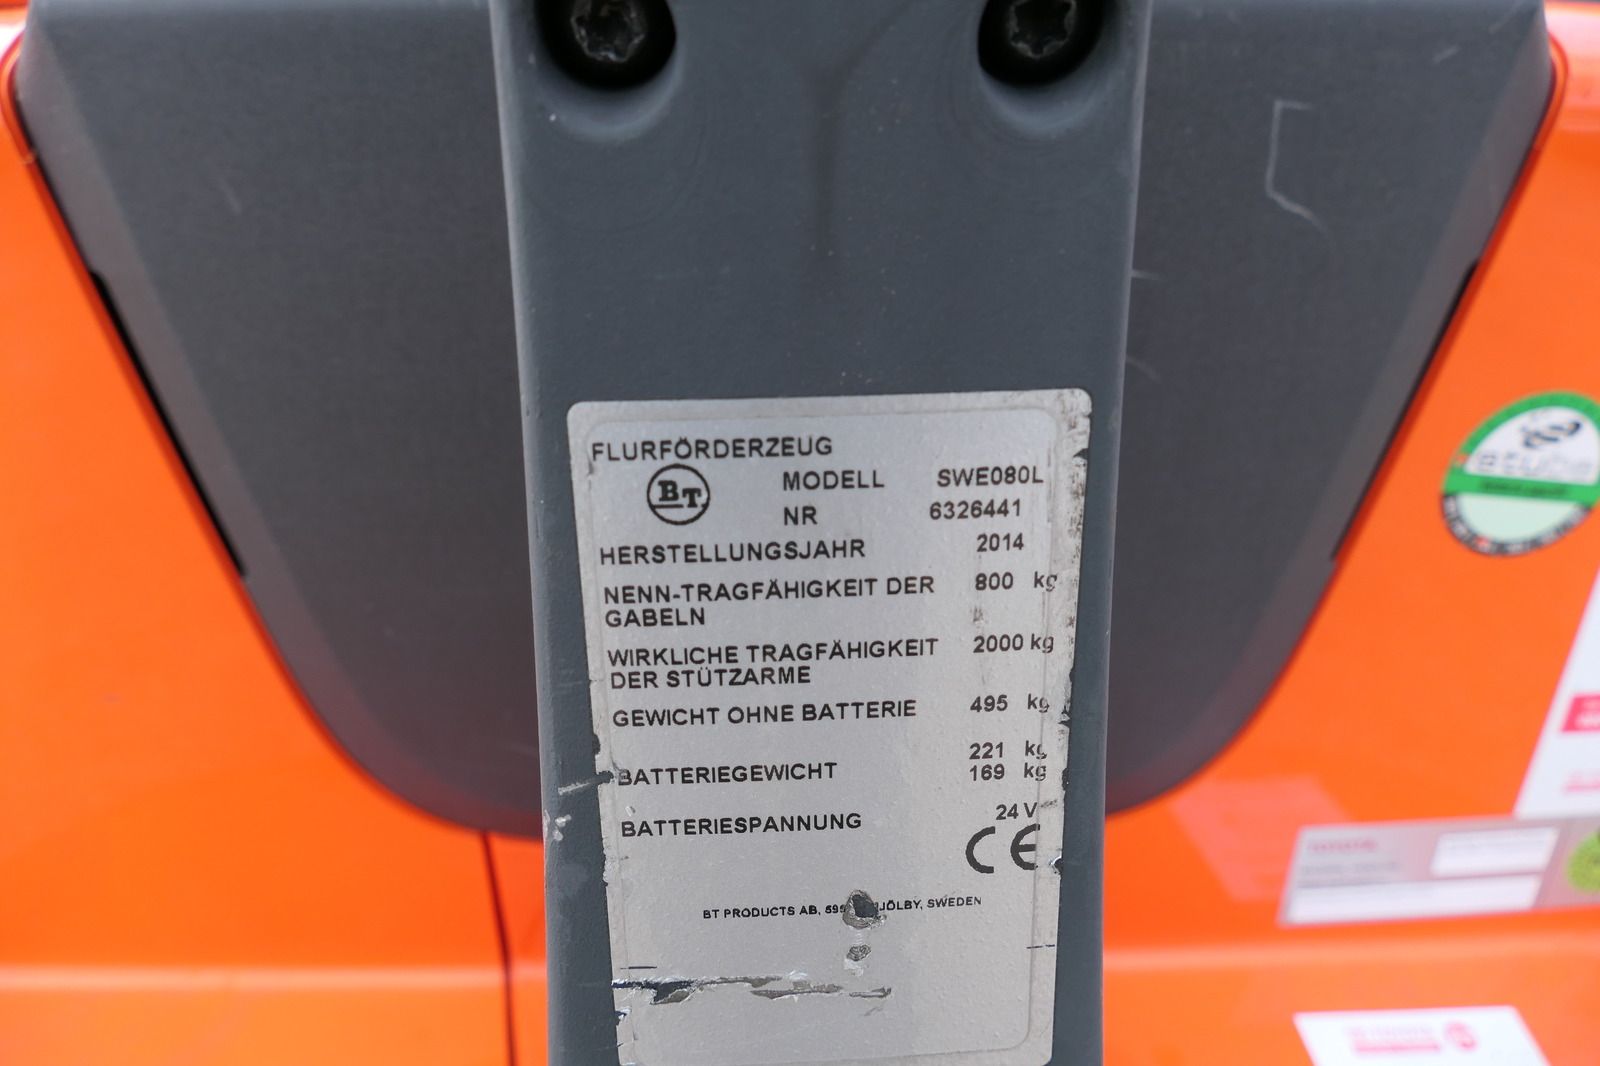 FLURFÖRDERZEUG
BT MODELL SWE080L
NR 6326441
HERSTELLUNGSJAHR 2014
NENN-TRAGFÄHIGKEIT DER 800 kg
GABELN
WIRKLICHE TRAGFÄHIGKEIT 2000 kg
DER STÜTZARME
GEWICHT OHNE BATTERIE 495 kg
221 kg
BATTERIEGEWICHT 169 kg
24 V
BATTERIESPANNUNG
CE
BT PRODUCTS AB, SWEDEN